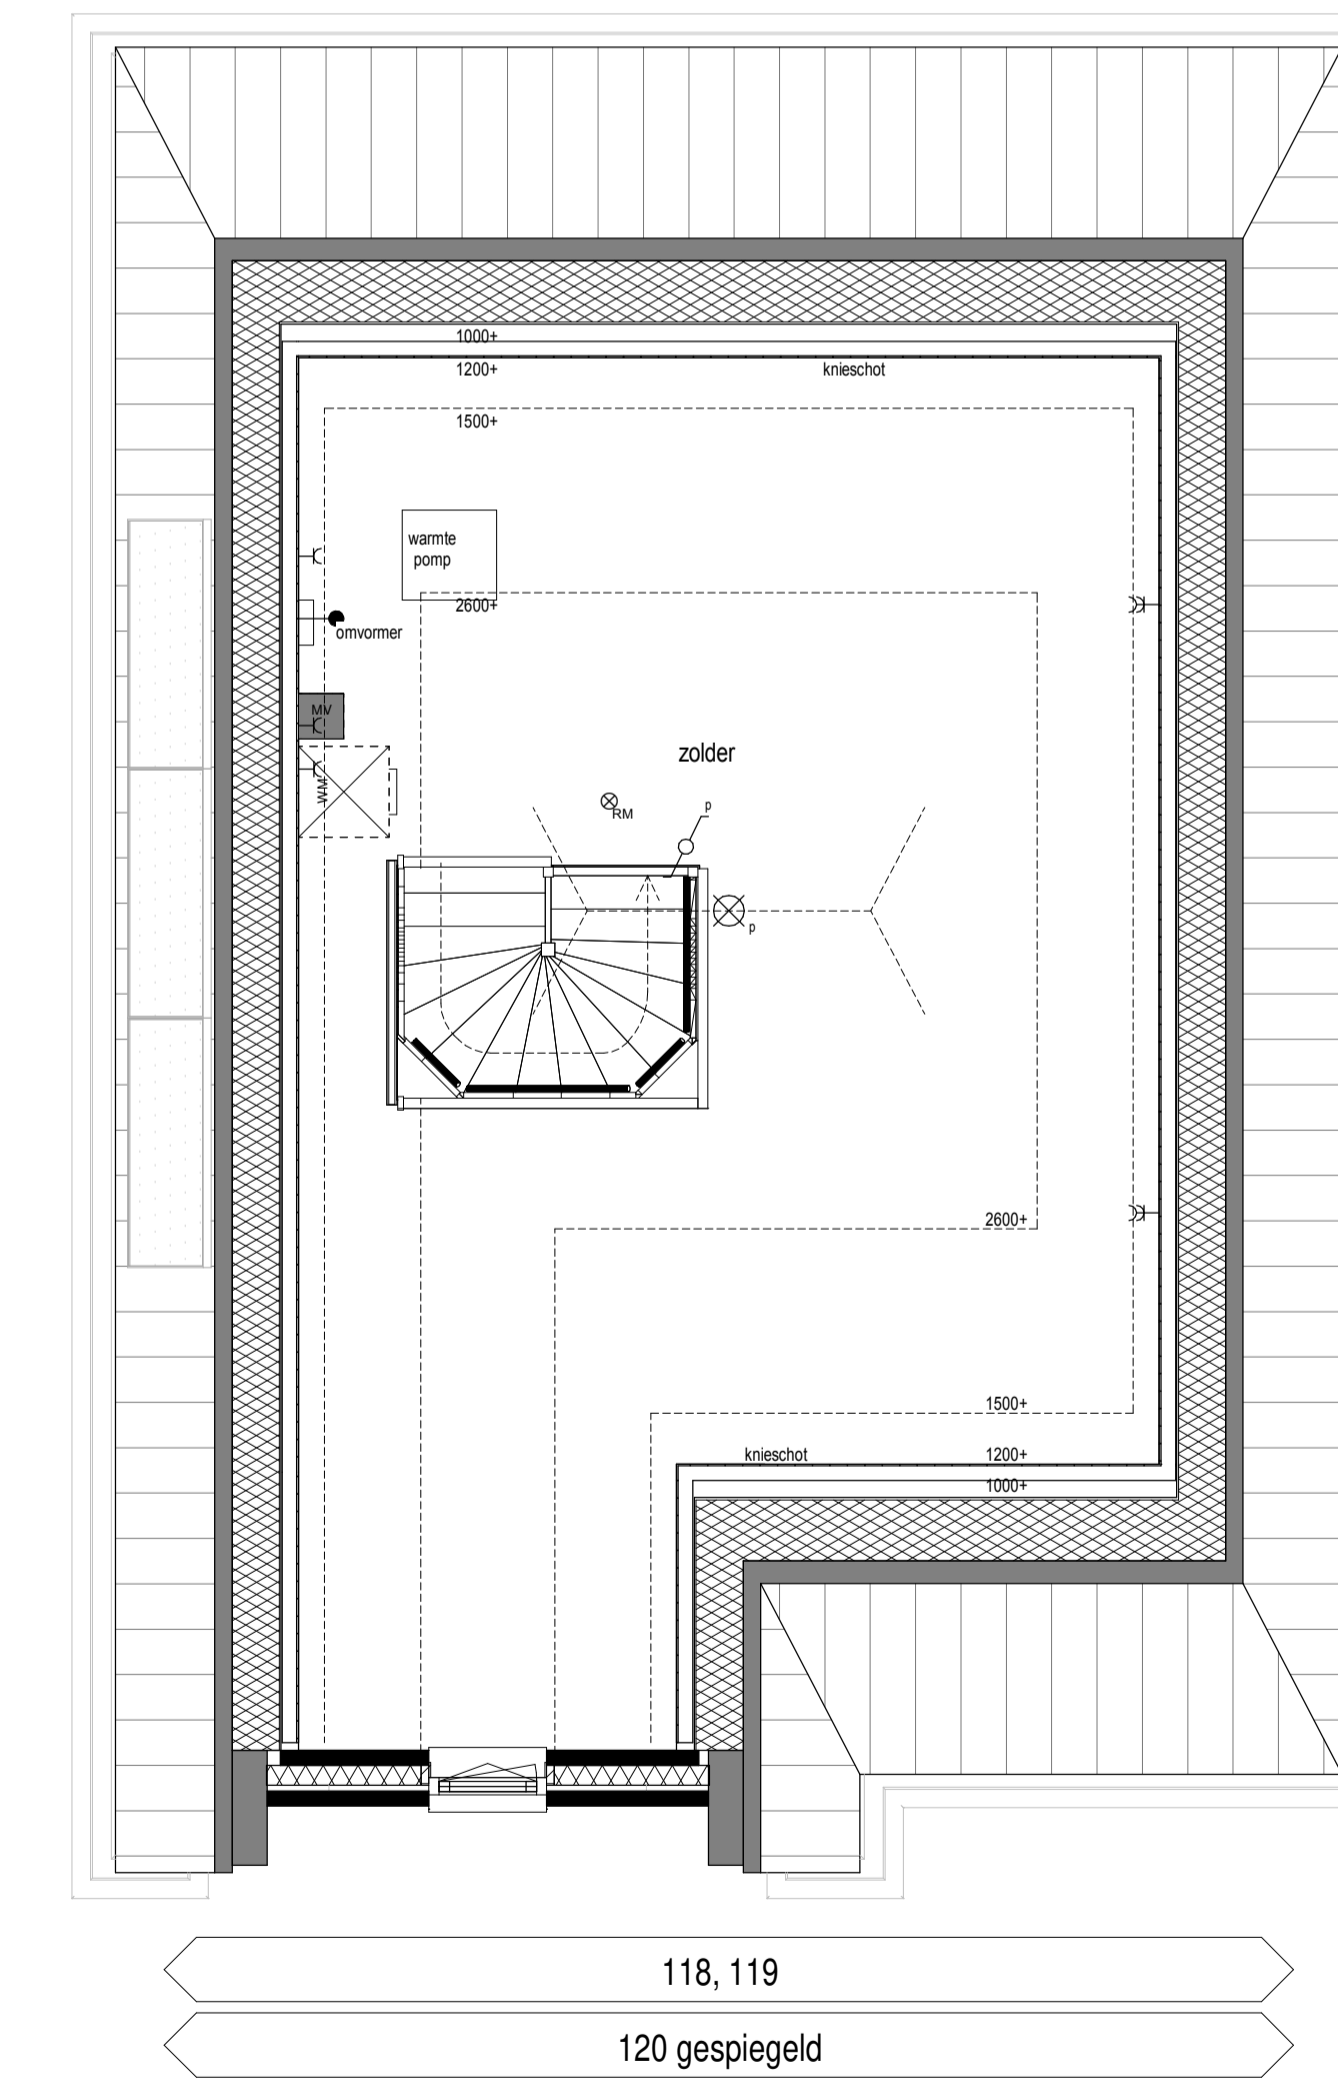 1000+
1200+ knieschot
1500+
warmte
pomp
2600+
omvormer
MV
zolder
WM
RM
p
p
2600+
1500+
knieschot 1200+
1000+
118, 119
120 gespiegeld